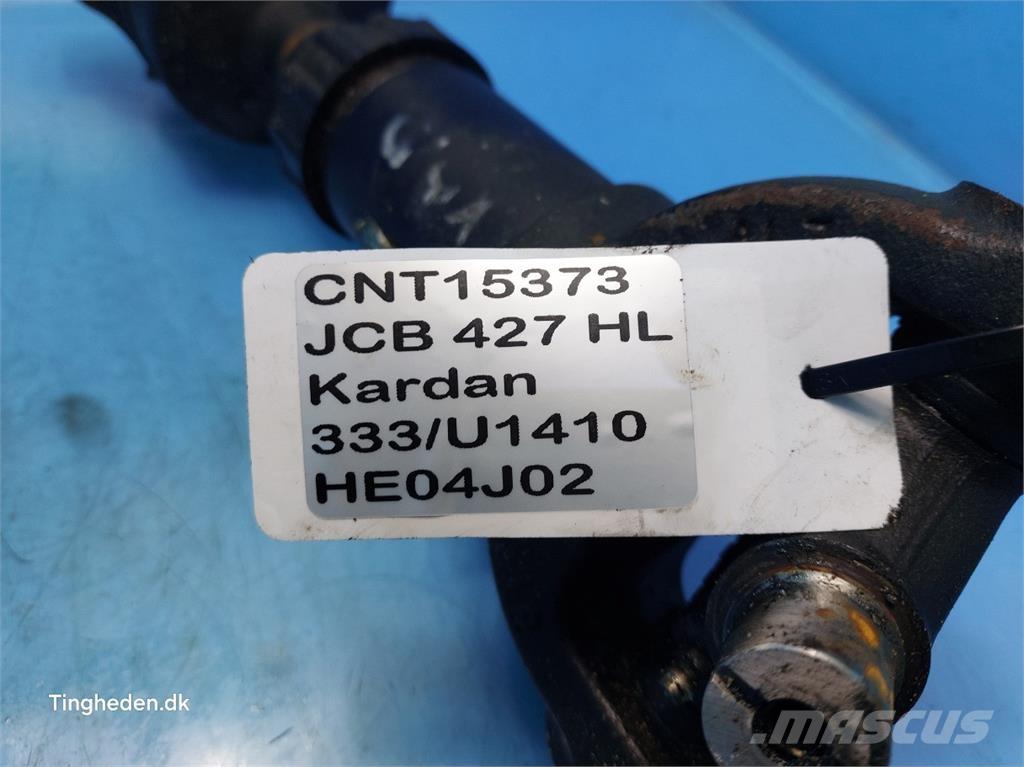 CNT15373
JCB 427 HL
Kardan
333/U1410
HE04J02
Tingheden.dk
MASCUS